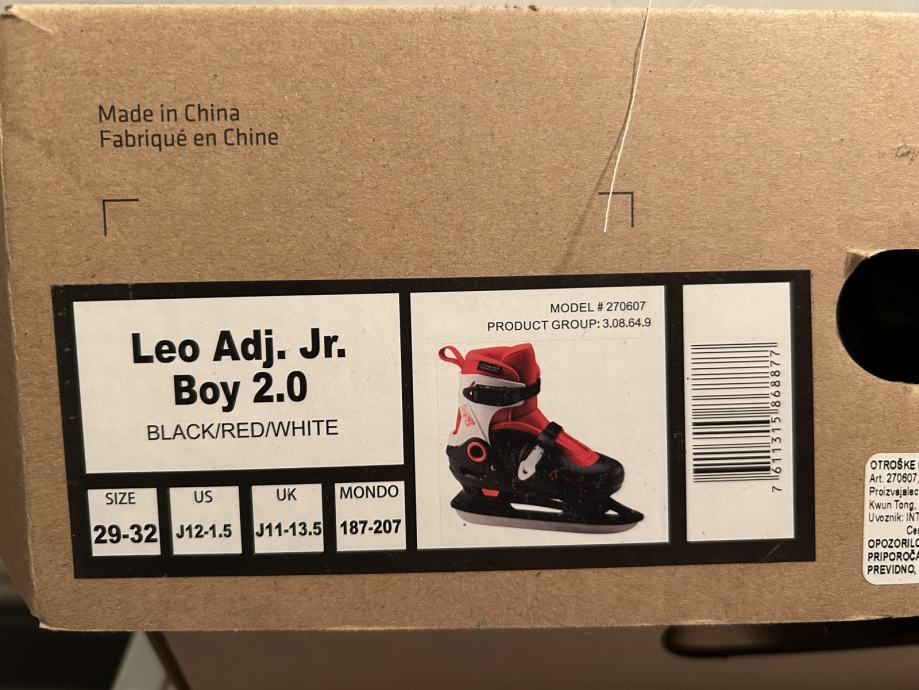 Made in China
Fabriqué en Chine
Leo Adj. Jr.
Boy 2.0
BLACK/RED/WHITE
SIZE
29-32
US
J12-1.5
UK
J11-13.5
MONDO
187-207
MODEL # 270607
PRODUCT GROUP: 3.08.64.9
7 611315 868877
OTROŠKE
Art. 270607,
Proizvajalec
Kwun Tong,
Uvoznik: INT
Ces
OPOZORILO
PRIPOROČA
PREVIDNO,